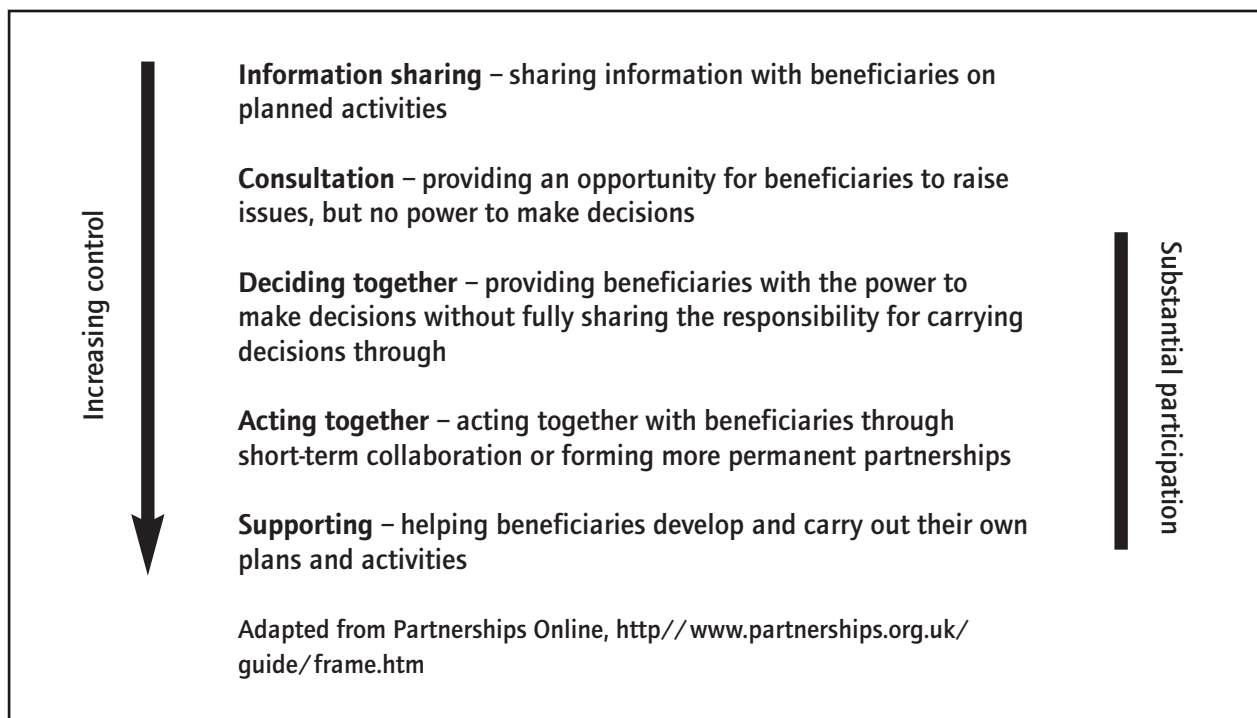 Increasing control
Information sharing – sharing information with beneficiaries on
planned activities
Consultation – providing an opportunity for beneficiaries to raise
issues, but no power to make decisions
Deciding together – providing beneficiaries with the power to
make decisions without fully sharing the responsibility for carrying
decisions through
Acting together – acting together with beneficiaries through
short-term collaboration or forming more permanent partnerships
Supporting – helping beneficiaries develop and carry out their own
plans and activities
Substantial participation
Adapted from Partnerships Online, http//www.partnerships.org.uk/
guide/frame.htm